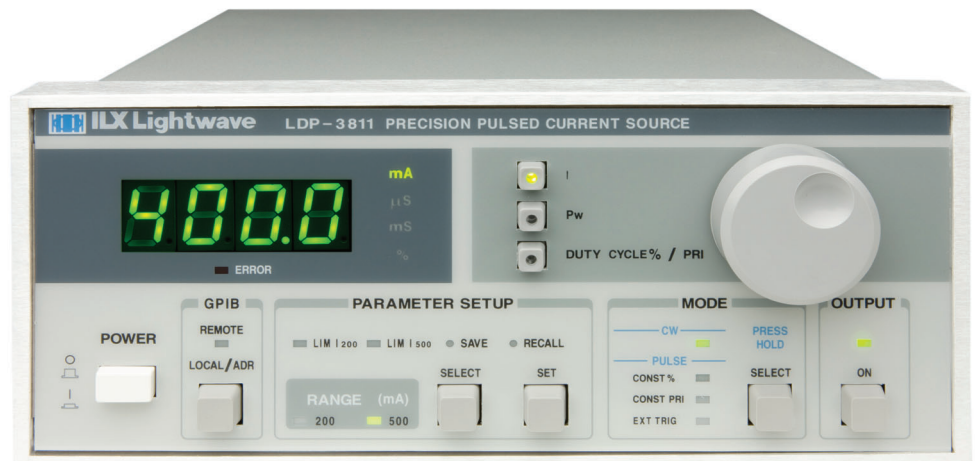 ILX Lightwave LDP-3811 PRECISION PULSED CURRENT SOURCE
400.0
mA
µS
mS
%
ERROR
I
Pw
DUTY CYCLE% / PRI
POWER
GPIB
REMOTE
LOCAL/ADR
PARAMETER SETUP
LIM I200 LIM I500 SAVE RECALL
RANGE (mA)
200 500
SELECT
SET
MODE
CW
PULSE
CONST %
CONST PRI
EXT TRIG
PRESS
HOLD
SELECT
OUTPUT
ON